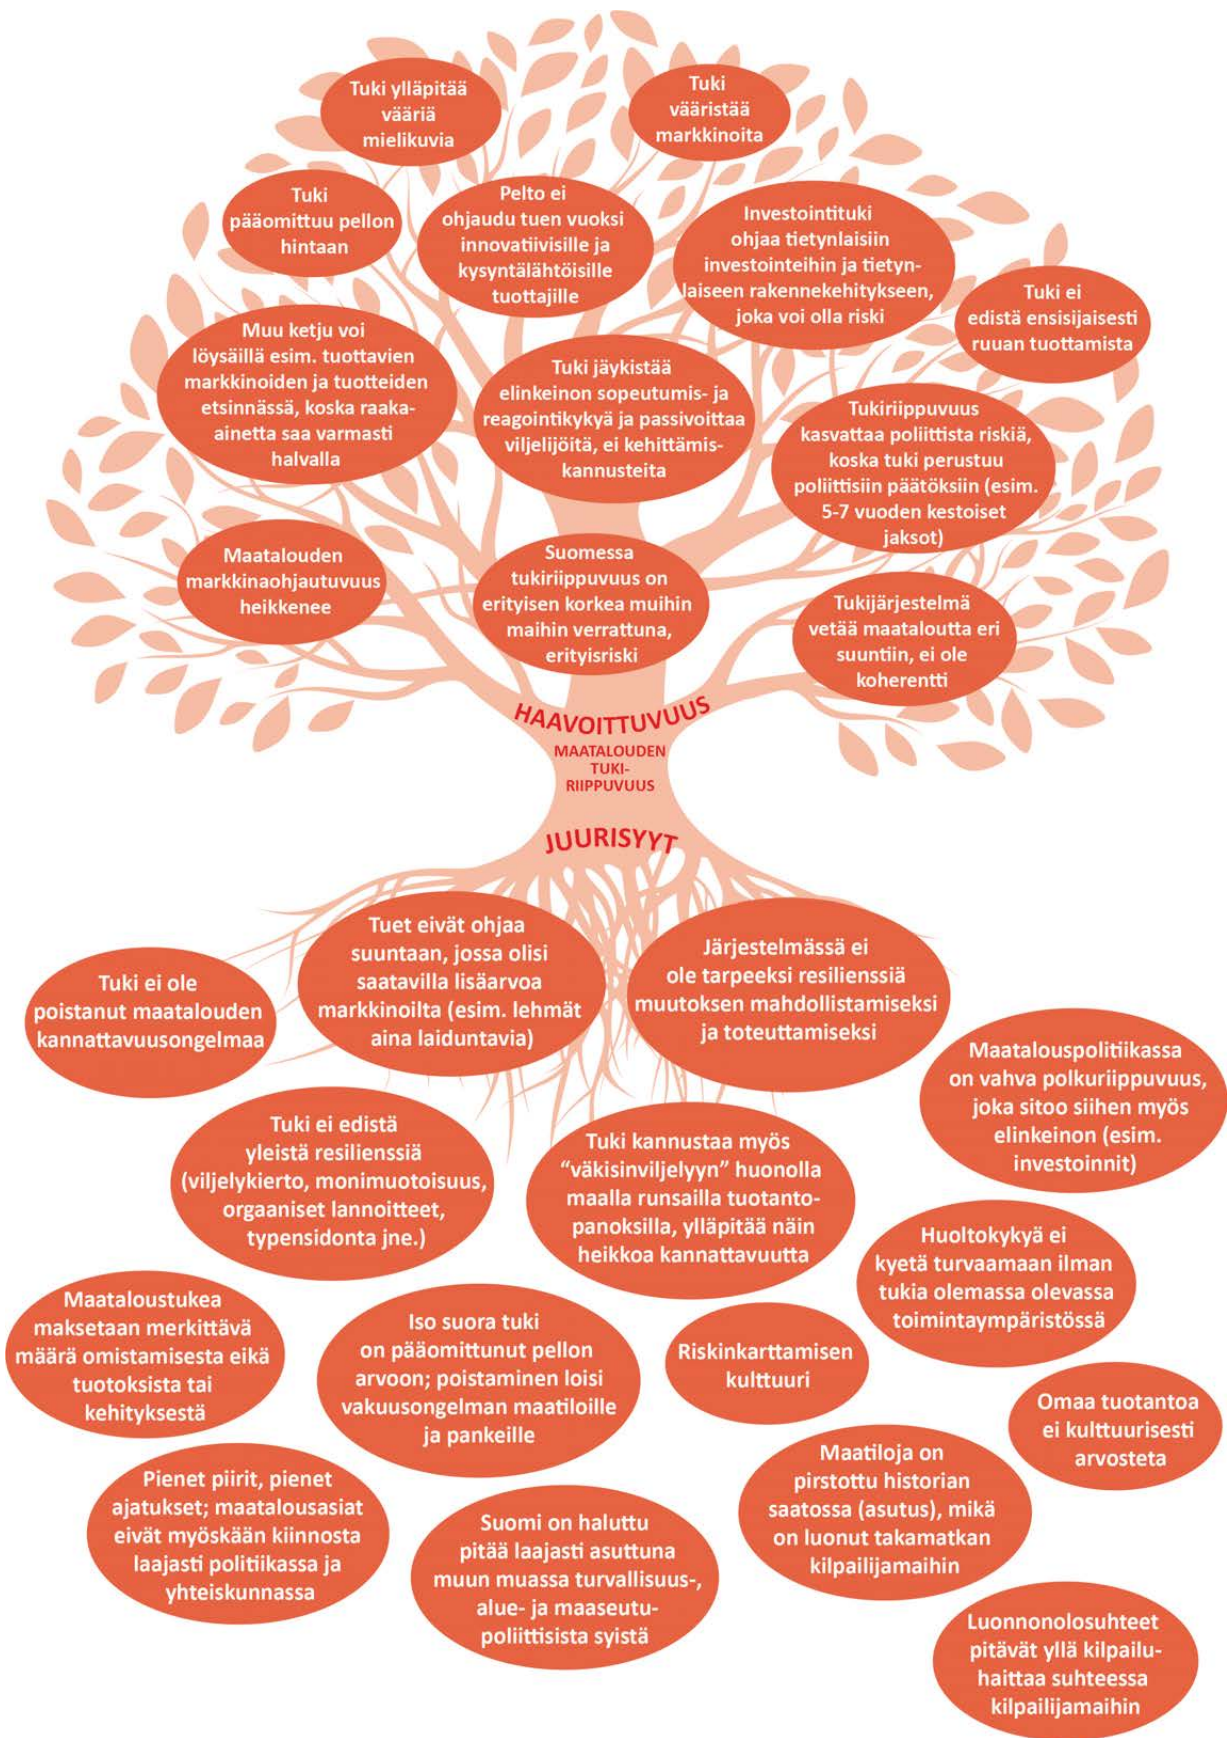 Tuki ylläpitää
vääriä
mielikuvia
Tuki
vääristää
markkinoita
Tuki
pääomittuu pellon
hintaan
Pelto ei
ohjaudu tuen vuoksi
innovatiivisille ja
kysyntälähtöisille
tuottajille
Investointituki
ohjaa tietynlaisiin
investointeihin ja tietyn-
laiseen rakennekehitykseen,
joka voi olla riski
Tuki ei
edistä ensisijaisesti
ruuan tuottamista
Muu ketju voi
löysäillä esim. tuottavien
markkinoiden ja tuotteiden
etsinnässä, koska raaka-
ainetta saa varmasti
halvalla
Tuki jäykistää
elinkeinon sopeutumis- ja
reagointikykyä ja passivoittaa
viljelijöitä, ei kehittämis-
kannusteita
Tukiriippuvuus
kasvattaa poliittista riskiä,
koska tuki perustuu
poliittisiin päätöksiin (esim.
5-7 vuoden kestoiset
jaksot)
Maatalouden
markkinaohjautuvuus
heikkenee
Suomessa
tukiriippuvuus on
erityisen korkea muihin
maihin verrattuna,
erityisriski
Tukijärjestelmä
vetää maataloutta eri
suuntiin, ei ole
koherentti
HAAVOITTUVUUS
MAATALOUDEN
TUKI-
RIIPPUVUUS
JUURISYYT
Tuki ei ole
poistanut maatalouden
kannattavuusongelmaa
Tuet eivät ohjaa
suuntaan, jossa olisi
saatavilla lisäarvoa
markkinoilta (esim. lehmät
aina laiduntavia)
Järjestelmässä ei
ole tarpeeksi resilienssiä
muutoksen mahdollistamiseksi
ja toteuttamiseksi
Maatalouspolitiikassa
on vahva polkuriippuvuus,
joka sitoo siihen myös
elinkeinon (esim.
investoinnit)
Tuki ei edistä
yleistä resilienssiä
(viljelykierto, monimuotoisuus,
orgaaniset lannoitteet,
typensidonta jne.)
Tuki kannustaa myös
“väkisinviljelyyn” huonolla
maalla runsailla tuotanto-
panoksilla, ylläpitää näin
heikkoa kannattavuutta
Huoltokykyä ei
kyetä turvaamaan ilman
tukia olemassa olevassa
toimintaympäristössä
Maataloustukea
maksetaan merkittävä
määrä omistamisesta eikä
tuotoksista tai
kehityksestä
Iso suora tuki
on pääomittunut pellon
arvoon; poistaminen loisi
vakuusongelman maatiloille
ja pankeille
Riskinkarttamisen
kulttuuri
Omaa tuotantoa
ei kulttuurisesti
arvosteta
Pienet piirit, pienet
ajatukset; maatalousasiat
eivät myöskään kiinnosta
laajasti politiikassa ja
yhteiskunnassa
Suomi on haluttu
pitää laajasti asuttuna
muun muassa turvallisuus-,
alue- ja maaseutu-
poliittisista syistä
Maatiloja on
pirstottu historian
saatossa (asutus), mikä
on luonut takamatkan
kilpailijamaihin
Luonnonolosuhteet
pitävät yllä kilpailu-
haittaa suhteessa
kilpailijamaihin